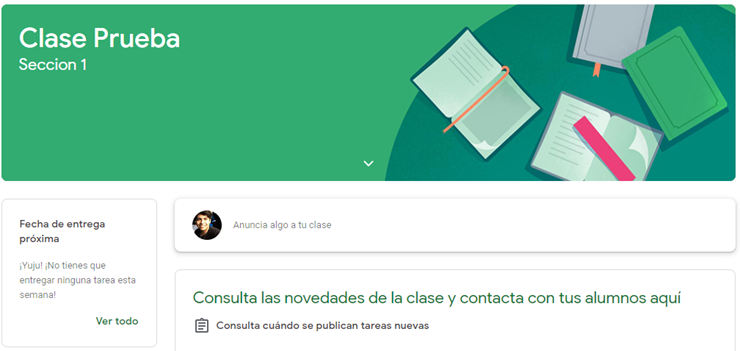 Clase Prueba
Seccion 1
Fecha de entrega
próxima
¡Yuju! ¡No tienes que
entregar ninguna tarea esta
semana!
Ver todo
Anuncia algo a tu clase
Consulta las novedades de la clase y contacta con tus alumnos aquí
Consulta cuándo se publican tareas nuevas